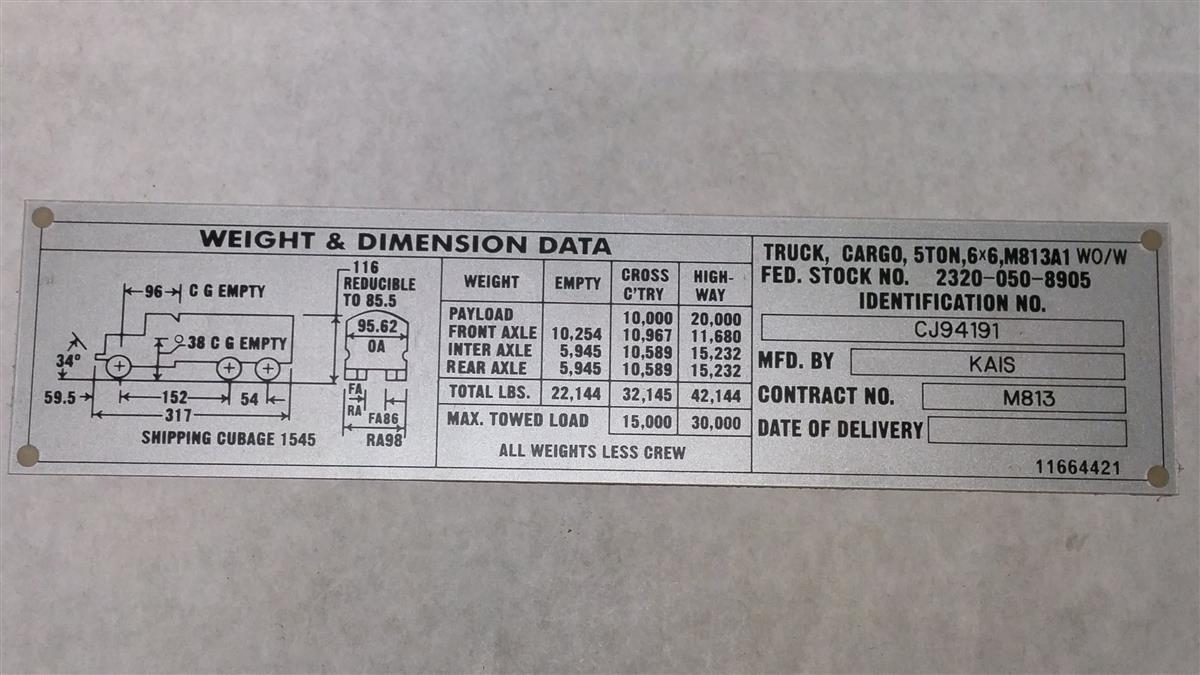 WEIGHT & DIMENSION DATA
96 C G EMPTY
38 C G EMPTY
34°
59.5
152
54
317
SHIPPING CUBAGE 1545
116
REDUCIBLE
TO 85.5
95.62
OA
FA
RA
FA86
RA98
WEIGHT EMPTY CROSS C'TRY HIGH-WAY
PAYLOAD 10,000 20,000
FRONT AXLE 10,254 10,967 11,680
INTER AXLE 5,945 10,589 15,232
REAR AXLE 5,945 10,589 15,232
TOTAL LBS. 22,144 32,145 42,144
MAX. TOWED LOAD 15,000 30,000
ALL WEIGHTS LESS CREW
TRUCK, CARGO, 5TON,6x6,M813A1 WO/W
FED. STOCK NO. 2320-050-8905
IDENTIFICATION NO.
CJ94191
MFD. BY KAIS
CONTRACT NO. M813
DATE OF DELIVERY
11664421